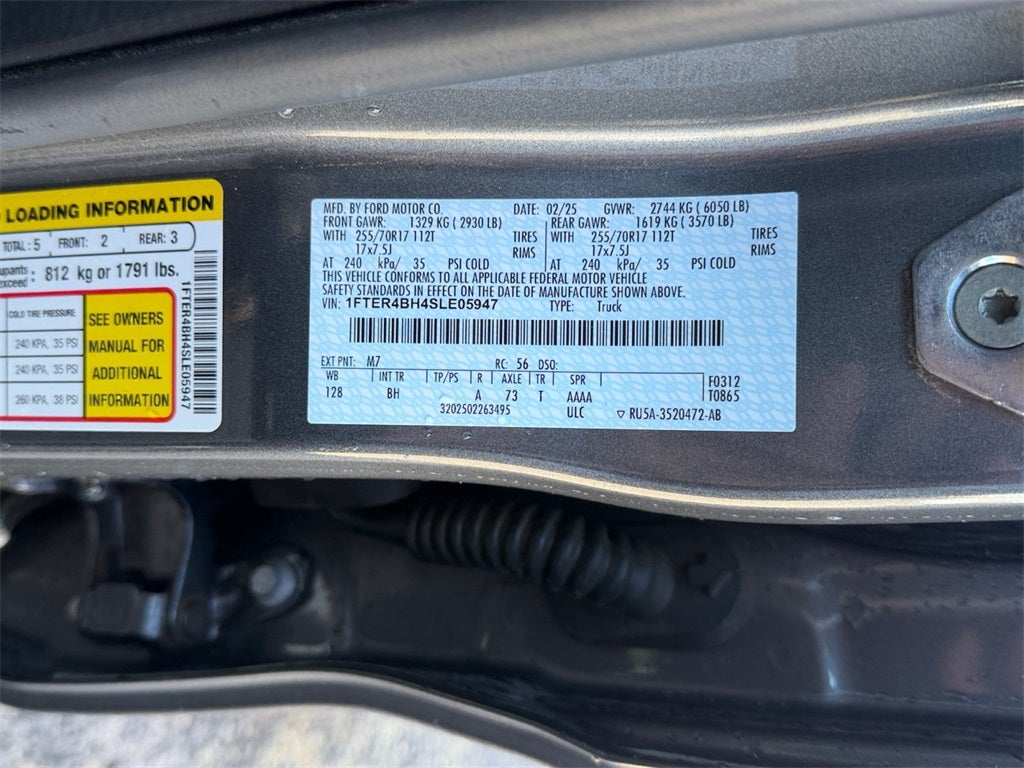 LOADING INFORMATION
TOTAL: 5 FRONT: 2 REAR: 3
812 kg or 1791 lbs.
exceed:
COLD TIRE PRESSURE
240 KPA, 35 PSI
240 KPA, 35 PSI
260 KPA, 38 PSI
SEE OWNERS
MANUAL FOR
ADDITIONAL
INFORMATION
1FTER4BH4SLE05947
MFD. BY FORD MOTOR CO. DATE: 02/25 GVWR: 2744 KG ( 6050 LB)
FRONT GAWR: 1329 KG ( 2930 LB) REAR GAWR: 1619 KG ( 3570 LB)
WITH 255/70R17 112T TIRES WITH 255/70R17 112T TIRES
17x7.5J RIMS 17x7.5J RIMS
AT 240 kPa/ 35 PSI COLD AT 240 kPa/ 35 PSI COLD
THIS VEHICLE CONFORMS TO ALL APPLICABLE FEDERAL MOTOR VEHICLE
SAFETY STANDARDS IN EFFECT ON THE DATE OF MANUFACTURE SHOWN ABOVE.
VIN: 1FTER4BH4SLE05947 TYPE: Truck
EXT PNT: M7 RC: 56 DSO:
WB INT TR TP/PS R AXLE TR SPR F0312
128 BH A 73 T AAAA T0865
3202502263495 ULC ▽ RU5A-3520472-AB